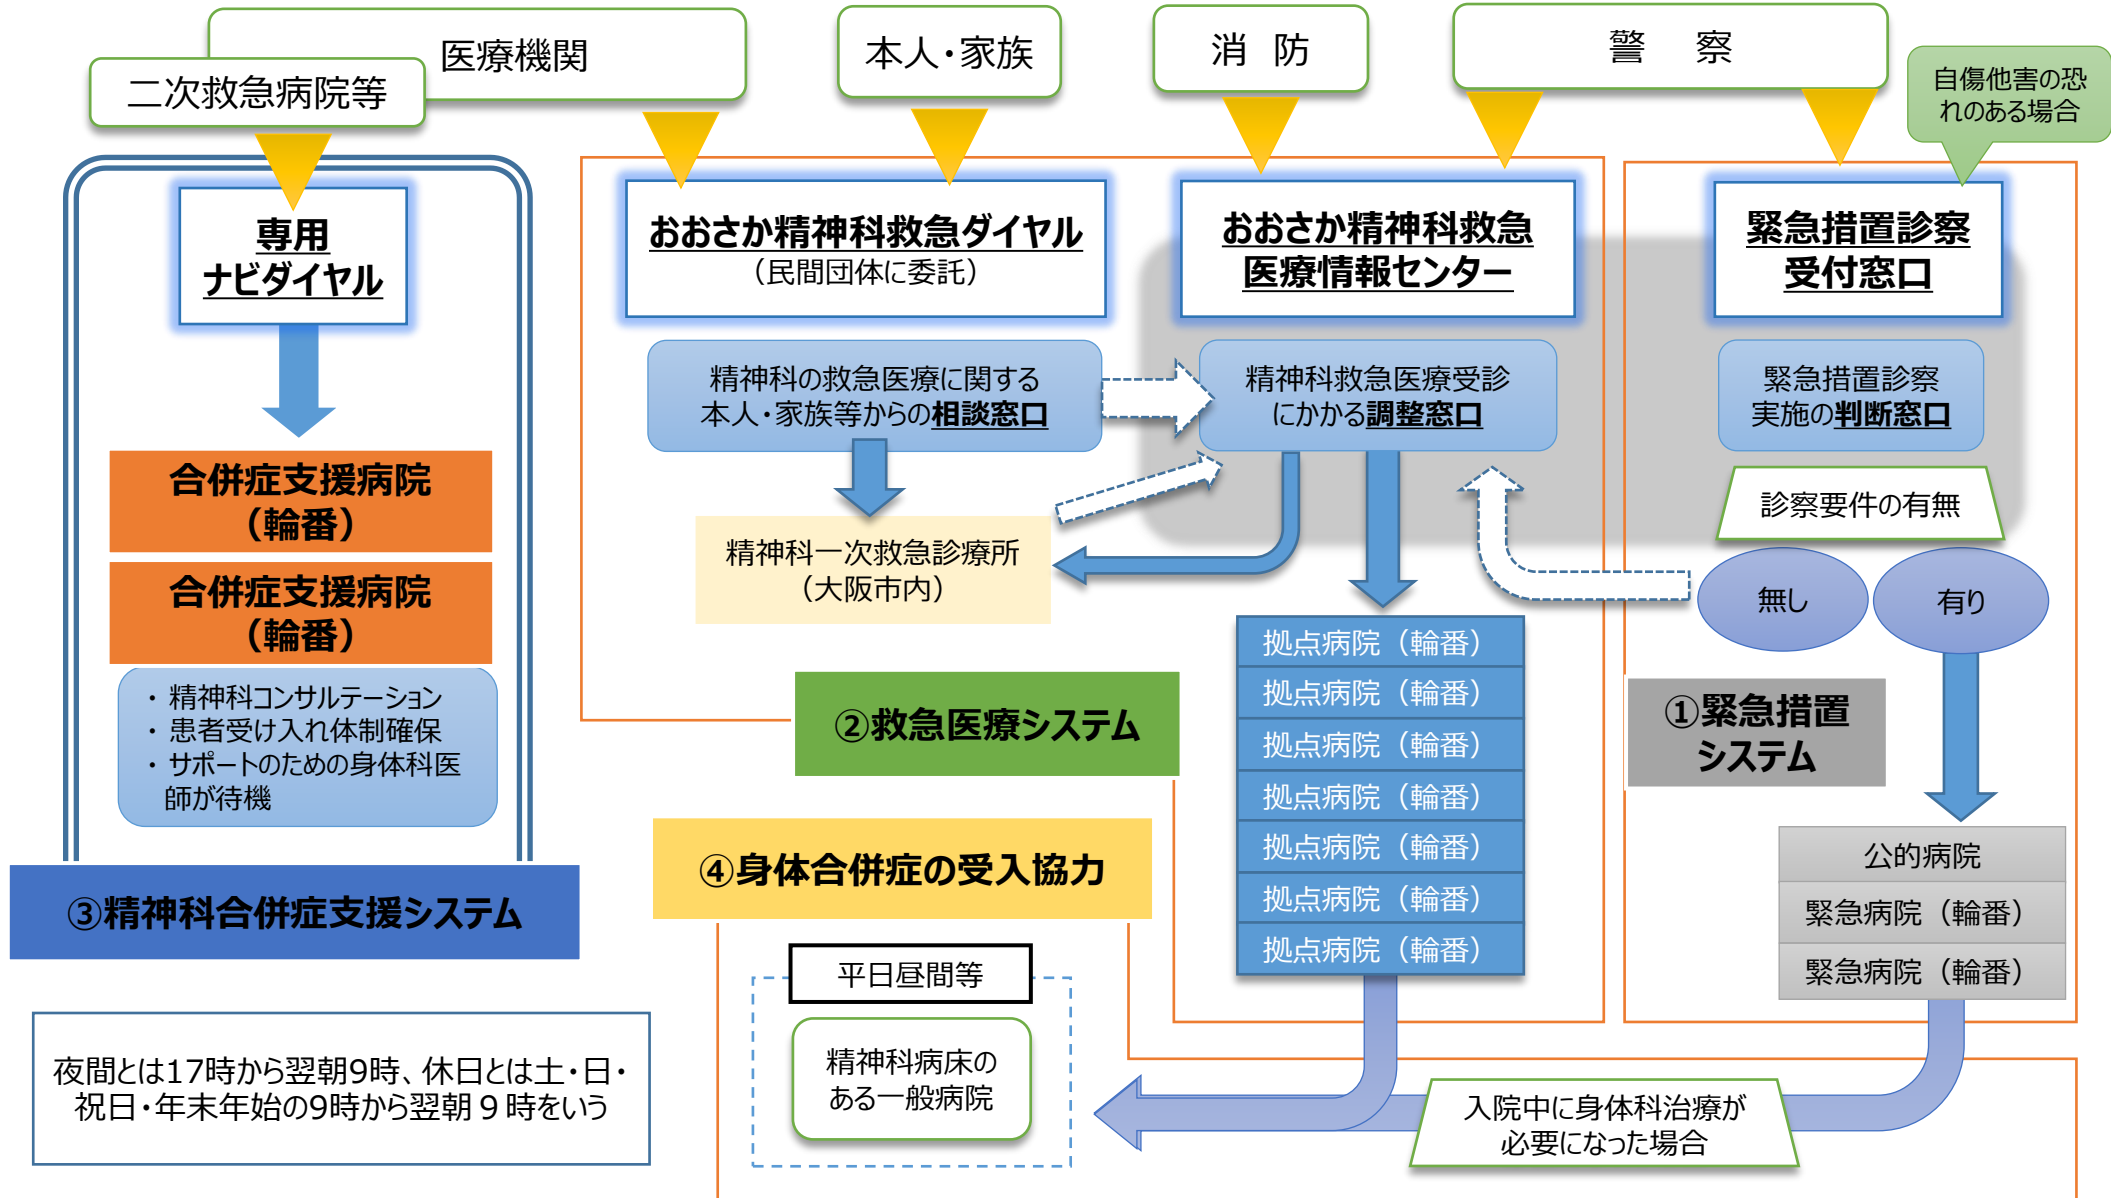 医療機関
二次救急病院等
本人・家族
消 防
警 察
自傷他害の恐
れのある場合
専用
ナビダイヤル
おおさか精神科救急ダイヤル
（民間団体に委託）
おおさか精神科救急
医療情報センター
緊急措置診察
受付窓口
精神科の救急医療に関する
本人・家族等からの相談窓口
精神科救急医療受診
にかかる調整窓口
緊急措置診察
実施の判断窓口
診察要件の有無
無し
有り
合併症支援病院
（輪番）
合併症支援病院
（輪番）
・ 精神科コンサルテーション
・ 患者受け入れ体制確保
・ サポートのための身体科医
師が待機
③精神科合併症支援システム
精神科一次救急診療所
（大阪市内）
②救急医療システム
拠点病院（輪番）
拠点病院（輪番）
拠点病院（輪番）
拠点病院（輪番）
拠点病院（輪番）
拠点病院（輪番）
拠点病院（輪番）
①緊急措置
システム
公的病院
緊急病院（輪番）
緊急病院（輪番）
④身体合併症の受入協力
平日昼間等
精神科病床の
ある一般病院
入院中に身体科治療が
必要になった場合
夜間とは17時から翌朝9時、休日とは土・日・
祝日・年末年始の9時から翌朝９時をいう